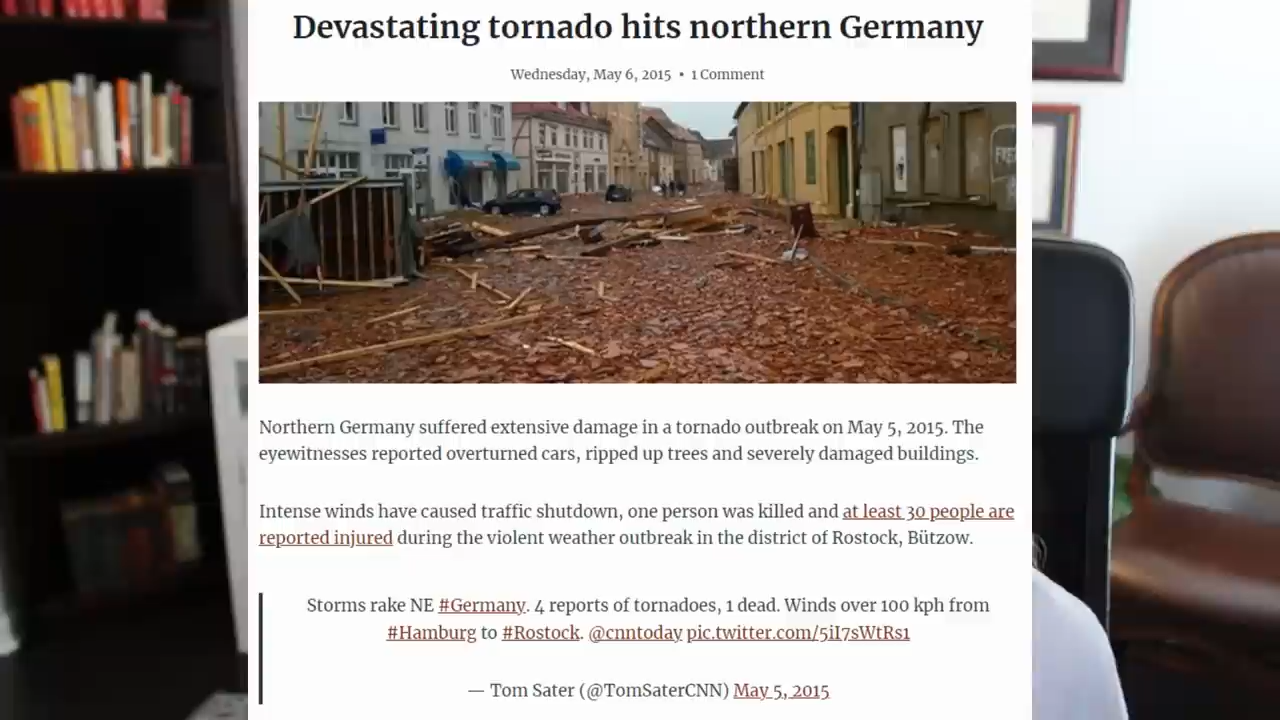 Devastating tornado hits northern Germany
Wednesday, May 6, 2015 • 1 Comment
FRE
Northern Germany suffered extensive damage in a tornado outbreak on May 5, 2015. The
eyewitnesses reported overturned cars, ripped up trees and severely damaged buildings.
Intense winds have caused traffic shutdown, one person was killed and at least 30 people are
reported injured during the violent weather outbreak in the district of Rostock, Bützow.
Storms rake NE #Germany. 4 reports of tornadoes, 1 dead. Winds over 100 kph from
#Hamburg to #Rostock. @cnntoday pic.twitter.com/5iI7sWtRs1
— Tom Sater (@TomSaterCNN) May 5, 2015